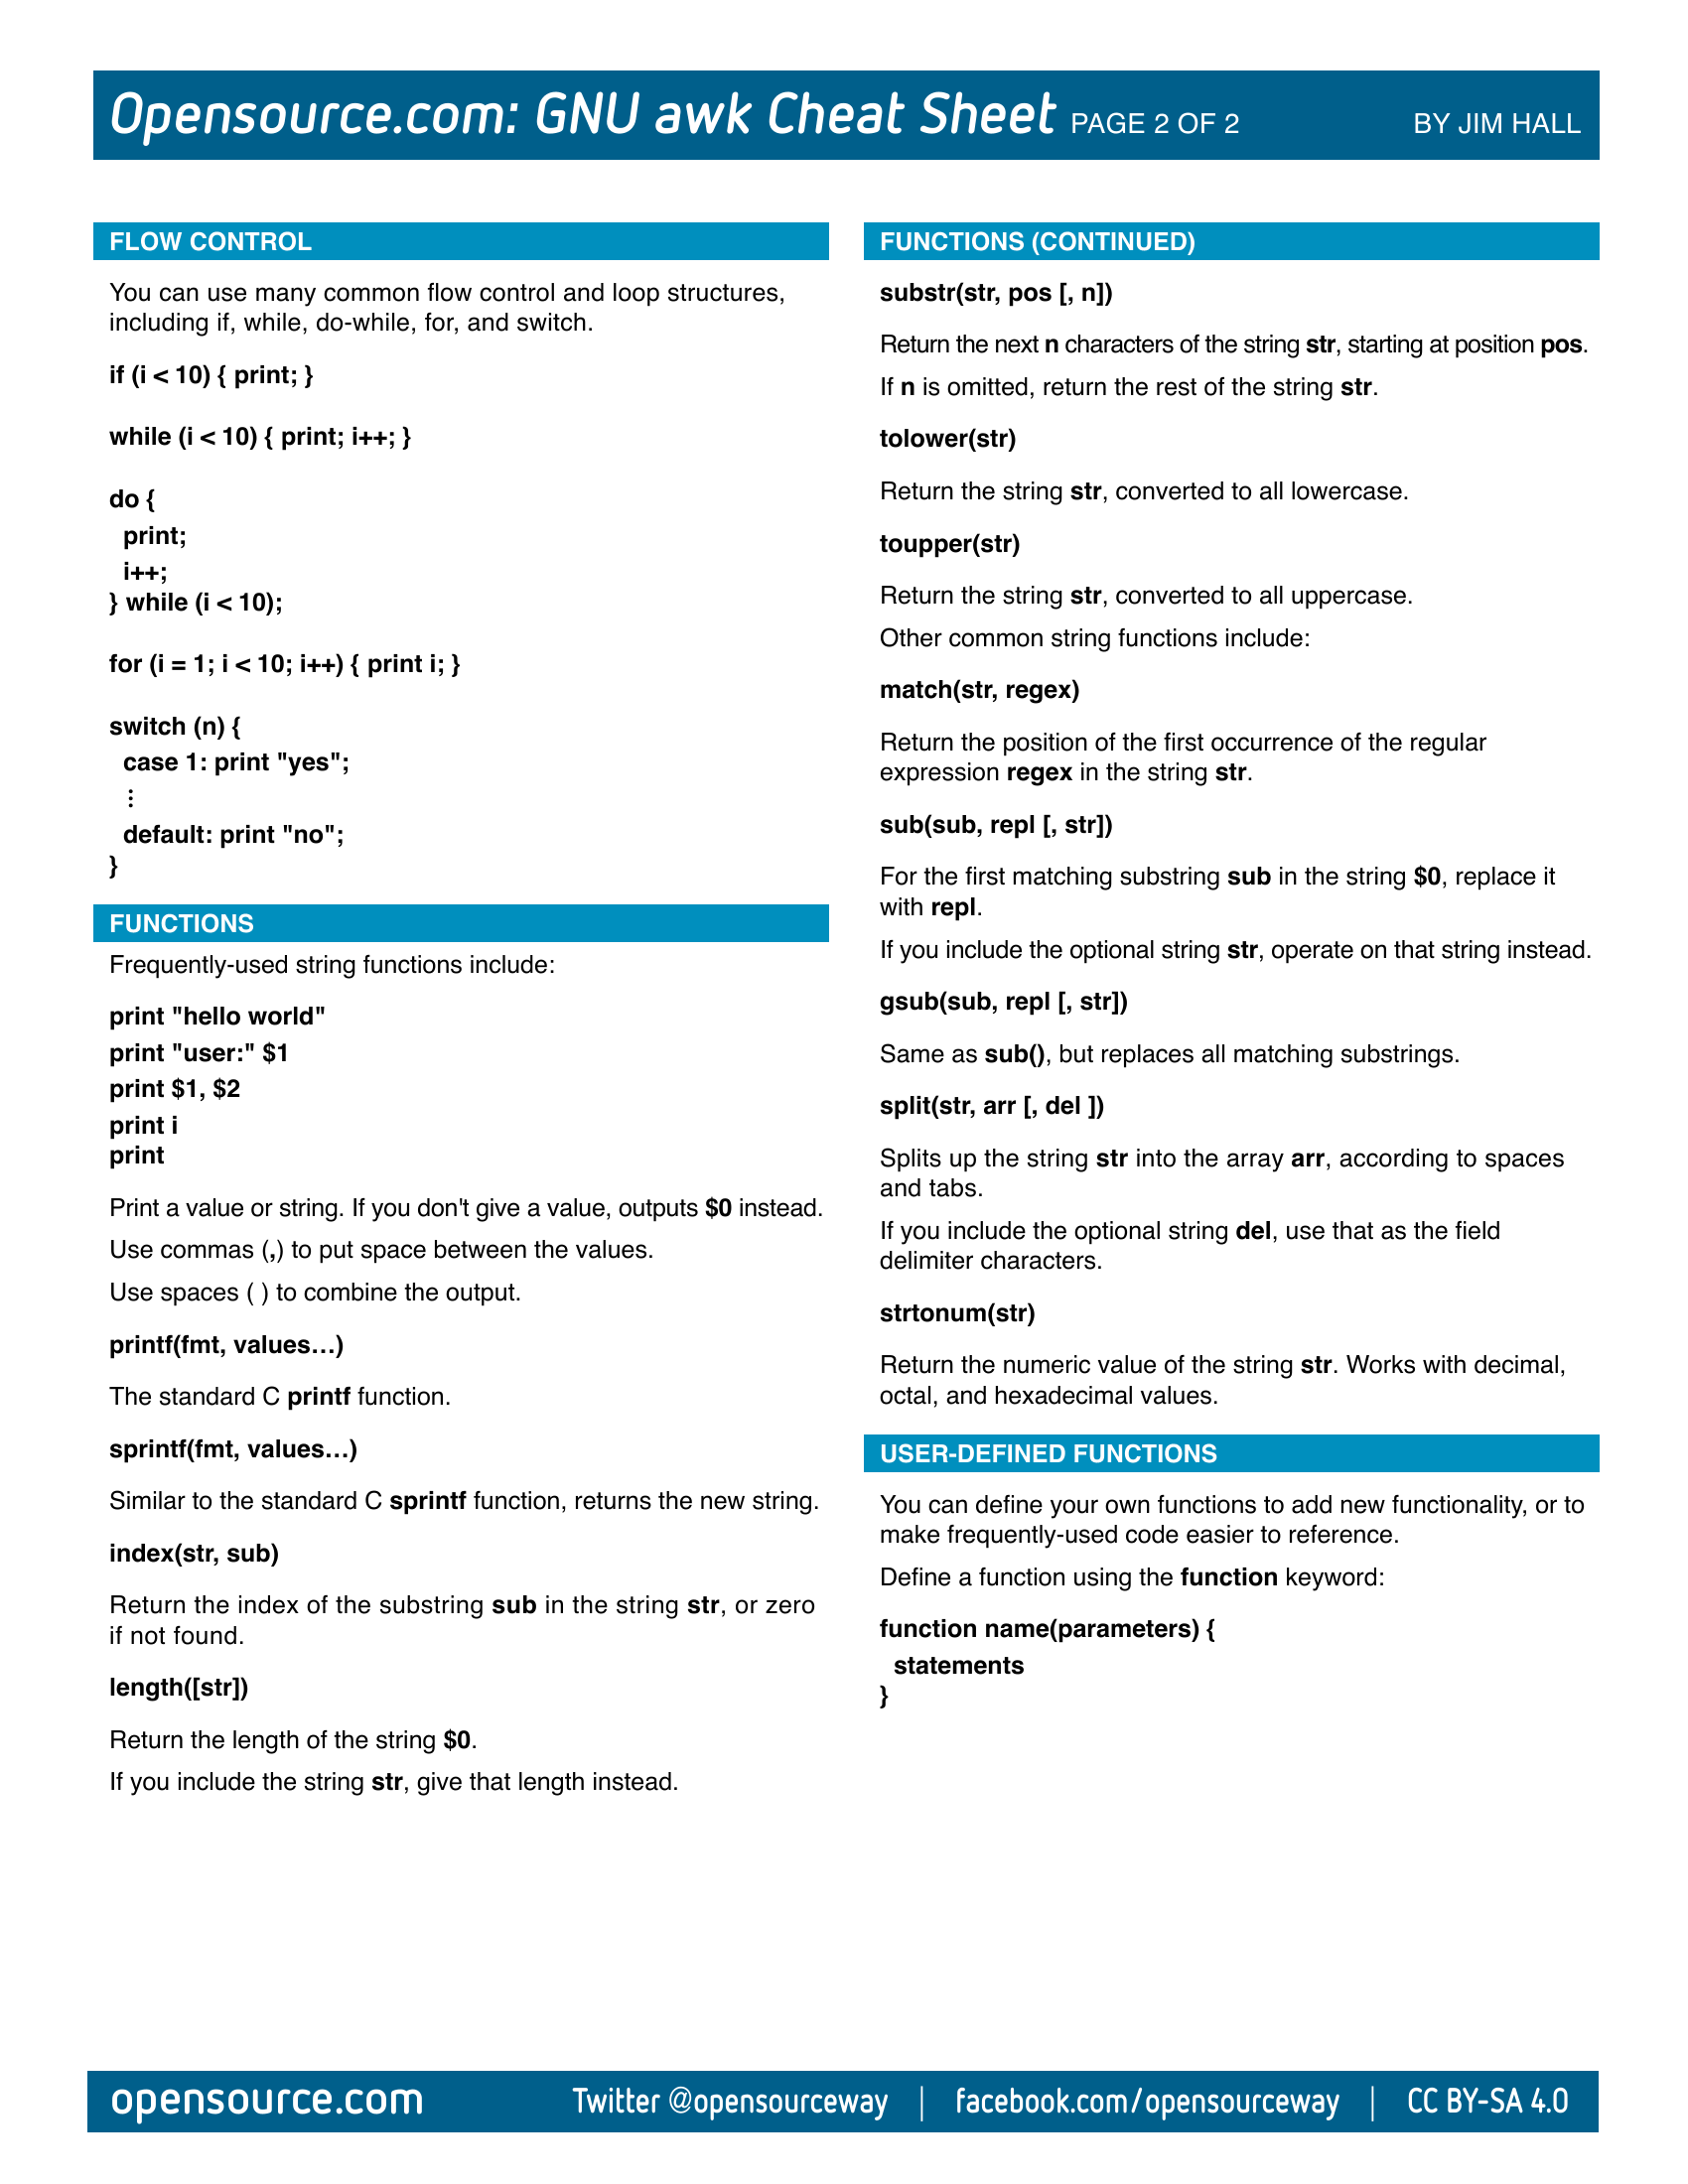 Opensource.com: GNU awk Cheat Sheet PAGE 2 OF 2 BY JIM HALL
FLOW CONTROL
You can use many common flow control and loop structures,
including if, while, do-while, for, and switch.
if (i < 10) { print; }
while (i < 10) { print; i++; }
do {
print;
i++;
} while (i < 10);
for (i = 1; i < 10; i++) { print i; }
switch (n) {
case 1: print "yes";
⋮
default: print "no";
}
FUNCTIONS
Frequently-used string functions include:
print "hello world"
print "user:" $1
print $1, $2
print i
print
Print a value or string. If you don't give a value, outputs $0 instead.
Use commas (,) to put space between the values.
Use spaces ( ) to combine the output.
printf(fmt, values…)
The standard C printf function.
sprintf(fmt, values…)
Similar to the standard C sprintf function, returns the new string.
index(str, sub)
Return the index of the substring sub in the string str, or zero
if not found.
length([str])
Return the length of the string $0.
If you include the string str, give that length instead.
FUNCTIONS (CONTINUED)
substr(str, pos [, n])
Return the next n characters of the string str, starting at position pos.
If n is omitted, return the rest of the string str.
tolower(str)
Return the string str, converted to all lowercase.
toupper(str)
Return the string str, converted to all uppercase.
Other common string functions include:
match(str, regex)
Return the position of the first occurrence of the regular
expression regex in the string str.
sub(sub, repl [, str])
For the first matching substring sub in the string $0, replace it
with repl.
If you include the optional string str, operate on that string instead.
gsub(sub, repl [, str])
Same as sub(), but replaces all matching substrings.
split(str, arr [, del ])
Splits up the string str into the array arr, according to spaces
and tabs.
If you include the optional string del, use that as the field
delimiter characters.
strtonum(str)
Return the numeric value of the string str. Works with decimal,
octal, and hexadecimal values.
USER-DEFINED FUNCTIONS
You can define your own functions to add new functionality, or to
make frequently-used code easier to reference.
Define a function using the function keyword:
function name(parameters) {
statements
}
opensource.com Twitter @opensourceway | facebook.com/opensourceway | CC BY-SA 4.0